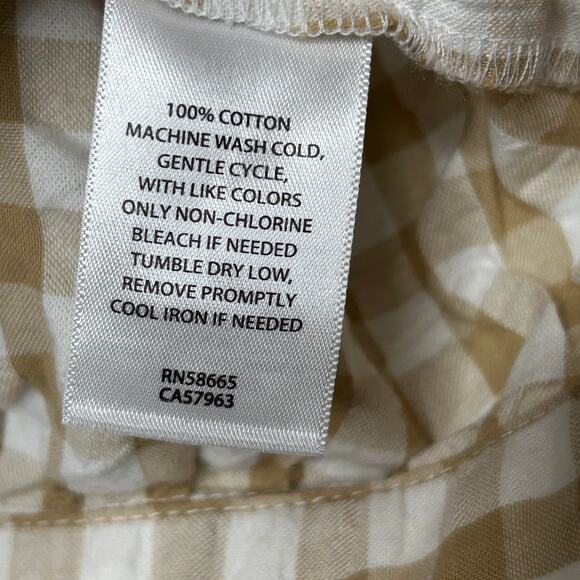 100% COTTON
MACHINE WASH COLD,
GENTLE CYCLE,
WITH LIKE COLORS
ONLY NON-CHLORINE
BLEACH IF NEEDED
TUMBLE DRY LOW,
REMOVE PROMPTLY
COOL IRON IF NEEDED
RN58665
CA57963